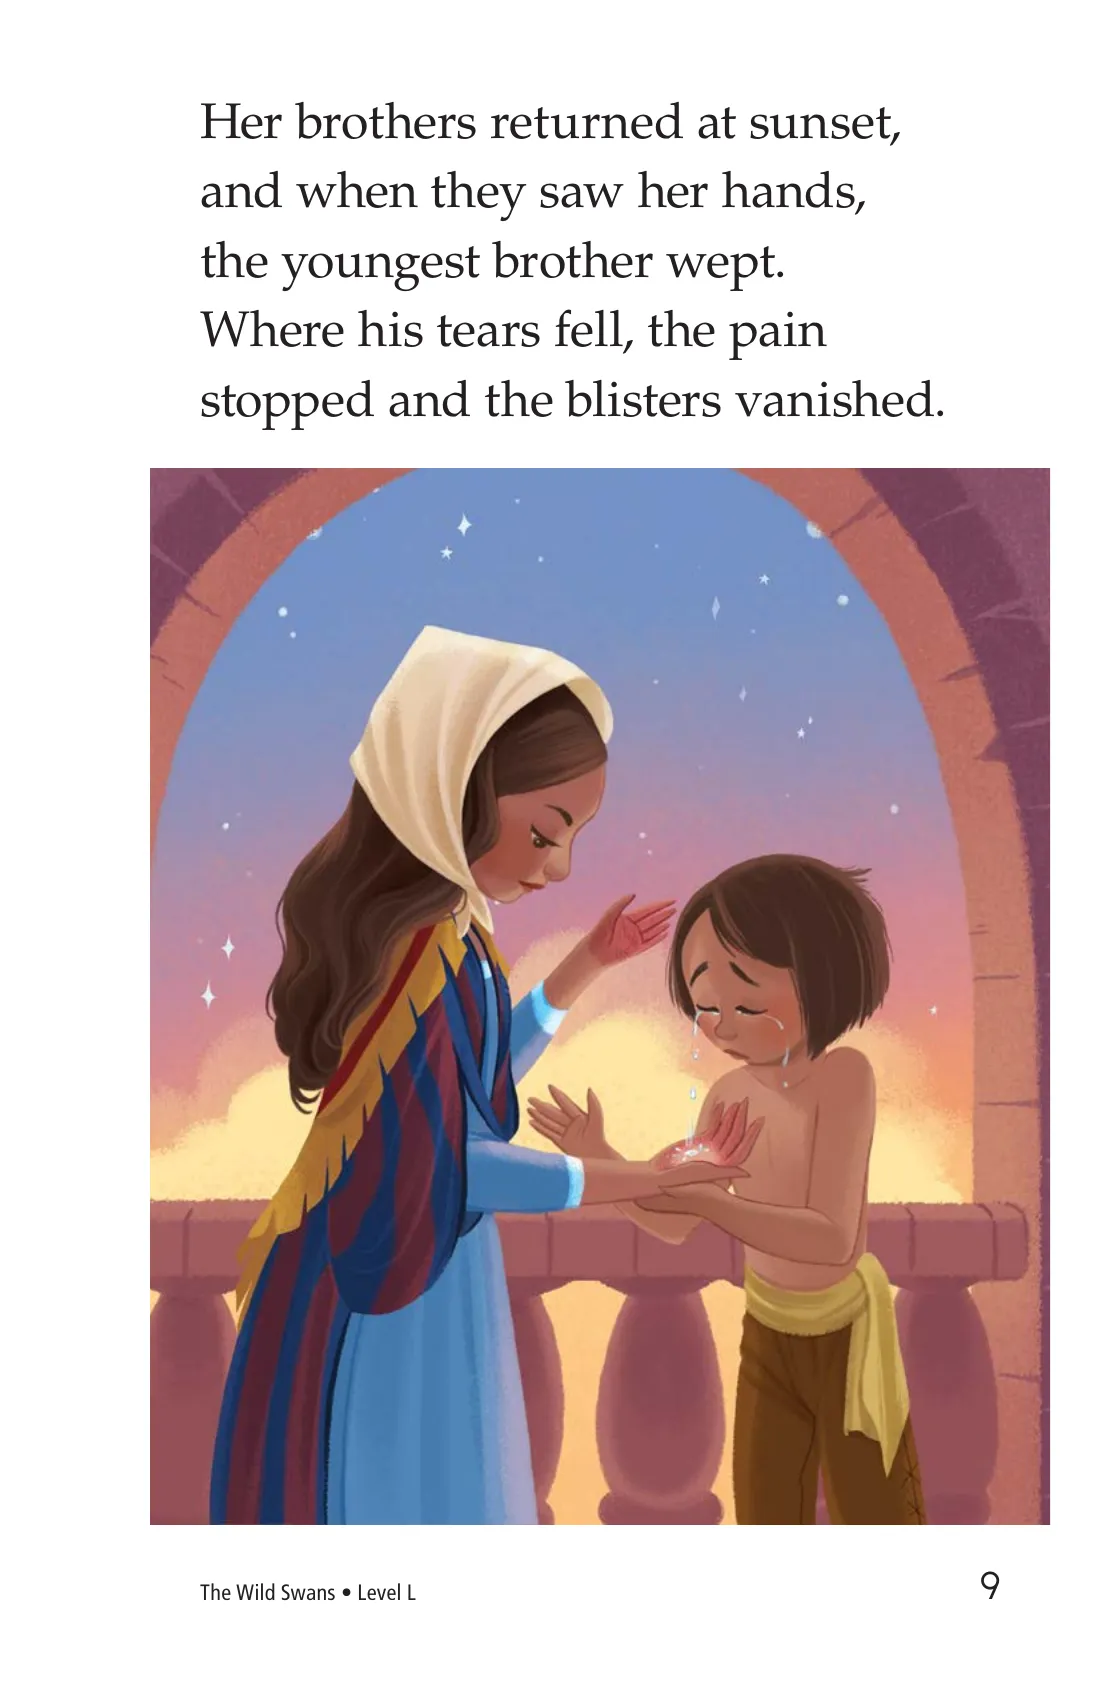 Her brothers returned at sunset,
and when they saw her hands,
the youngest brother wept.
Where his tears fell, the pain
stopped and the blisters vanished.
The Wild Swans • Level L
9